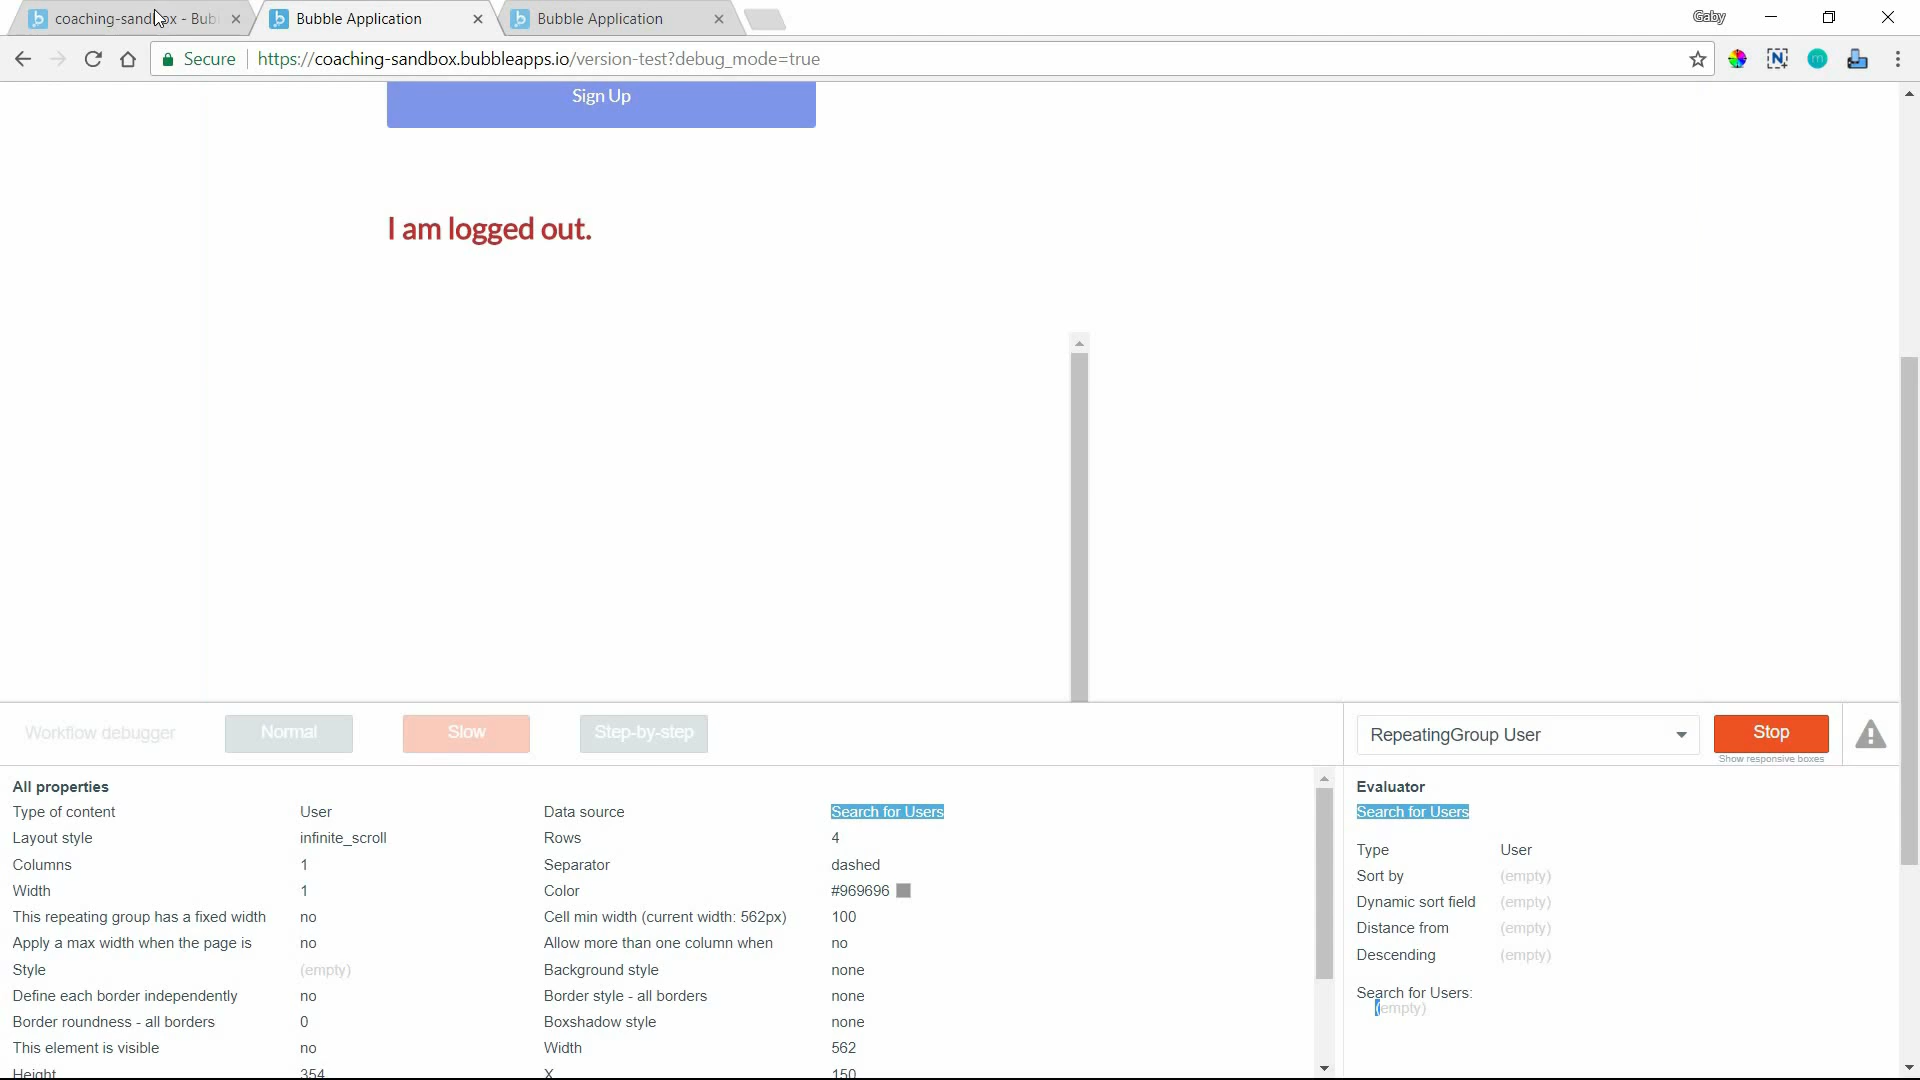 coaching-sandbox - Bub
Bubble Application
Bubble Application
Gaby
Secure
https://coaching-sandbox.bubbleapps.io/version-test?debug_mode=true
Sign Up
I am logged out.
Workflow debugger
Normal
Slow
Step-by-step
RepeatingGroup User
Stop
Show responsive boxes
All properties
Type of content User Data source Search for Users
Layout style infinite_scroll Rows 4
Columns 1 Separator dashed
Width 1 Color #969696
This repeating group has a fixed width no Cell min width (current width: 562px) 100
Apply a max width when the page is no Allow more than one column when no
Style (empty) Background style none
Define each border independently no Border style - all borders none
Border roundness - all borders 0 Boxshadow style none
This element is visible no Width 562
Height 354 X 150
Evaluator
Search for Users
Type User
Sort by (empty)
Dynamic sort field (empty)
Distance from (empty)
Descending (empty)
Search for Users:
(empty)